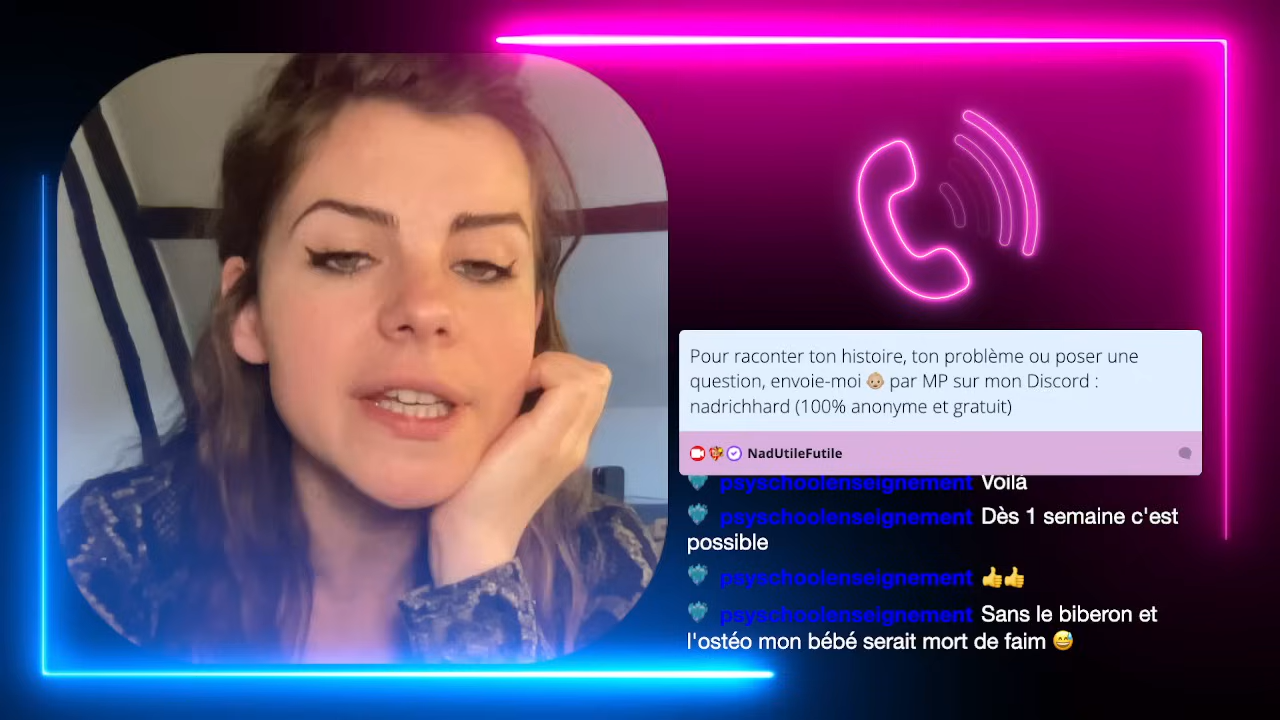 Pour raconter ton histoire, ton problème ou poser une
question, envoie-moi 👶🏼 par MP sur mon Discord :
nadrichhard (100% anonyme et gratuit)
NadUtileFutile
psyschoolenseignement Voilà
psyschoolenseignement Dès 1 semaine c'est
possible
psyschoolenseignement 👍👍
psyschoolenseignement Sans le biberon et
l'ostéo mon bébé serait mort de faim 😅